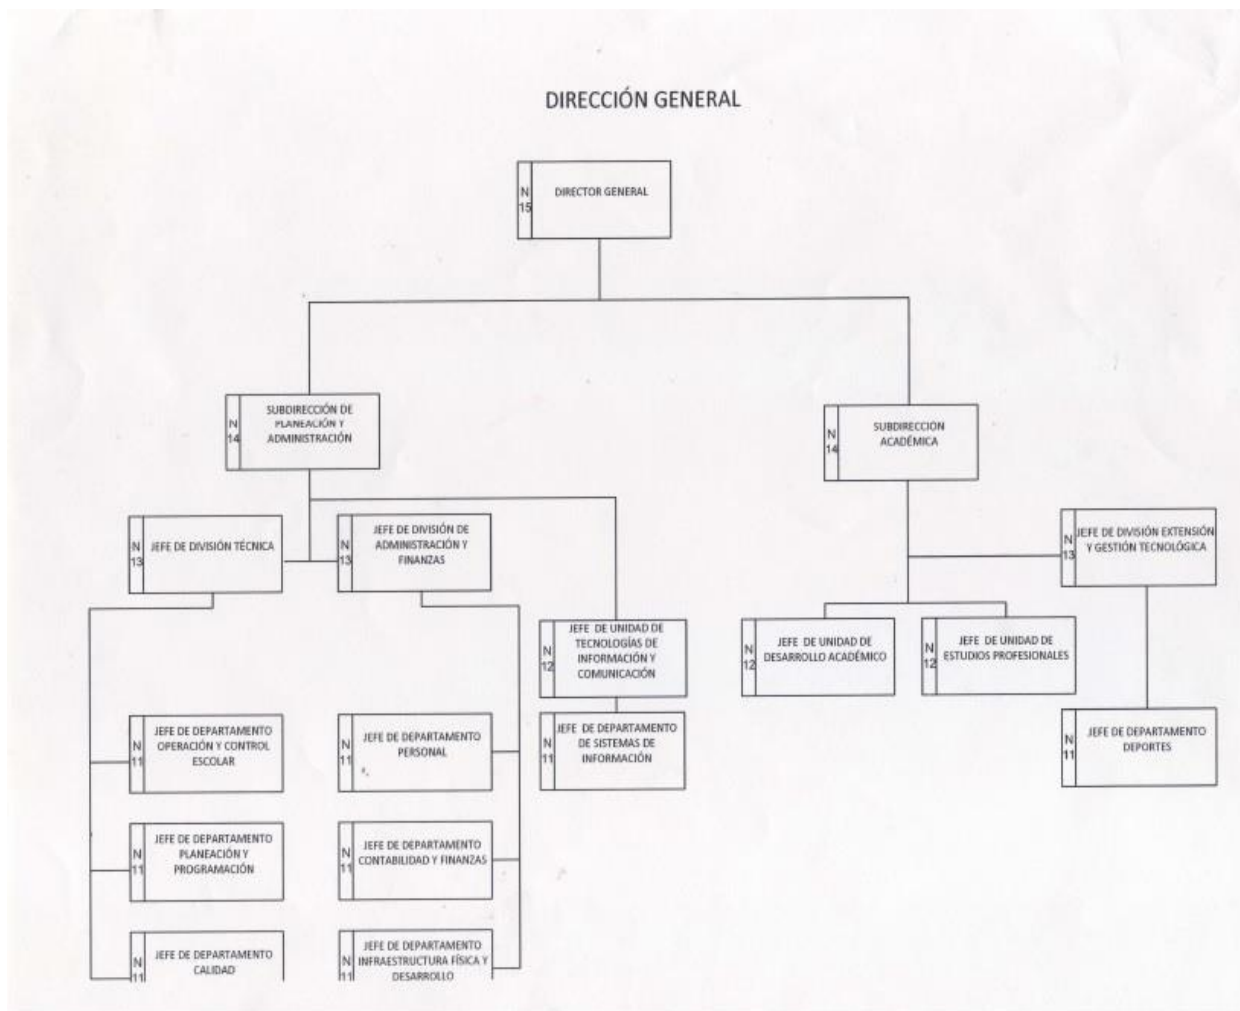 DIRECCIÓN GENERAL
N
15
DIRECTOR GENERAL
N
14
SUBDIRECCIÓN DE
PLANEACIÓN Y
ADMINISTRACIÓN
N
14
SUBDIRECCIÓN
ACADÉMICA
N
13
JEFE DE DIVISIÓN TÉCNICA
N
13
JEFE DE DIVISIÓN DE
ADMINISTRACIÓN Y
FINANZAS
N
13
JEFE DE DIVISIÓN EXTENSIÓN
Y GESTIÓN TECNOLÓGICA
N
12
JEFE DE UNIDAD DE
TECNOLOGÍAS DE
INFORMACIÓN Y
COMUNICACIÓN
N
12
JEFE DE UNIDAD DE
DESARROLLO ACADÉMICO
N
12
JEFE DE UNIDAD DE
ESTUDIOS PROFESIONALES
N
11
JEFE DE DEPARTAMENTO
OPERACIÓN Y CONTROL
ESCOLAR
N
11
JEFE DE DEPARTAMENTO
PERSONAL
N
11
JEFE DE DEPARTAMENTO
DE SISTEMAS DE
INFORMACIÓN
N
11
JEFE DE DEPARTAMENTO
DEPORTES
N
11
JEFE DE DEPARTAMENTO
PLANEACIÓN Y
PROGRAMACIÓN
N
11
JEFE DE DEPARTAMENTO
CONTABILIDAD Y FINANZAS
N
11
JEFE DE DEPARTAMENTO
CALIDAD
N
11
JEFE DE DEPARTAMENTO
INFRAESTRUCTURA FÍSICA Y
DESARROLLO